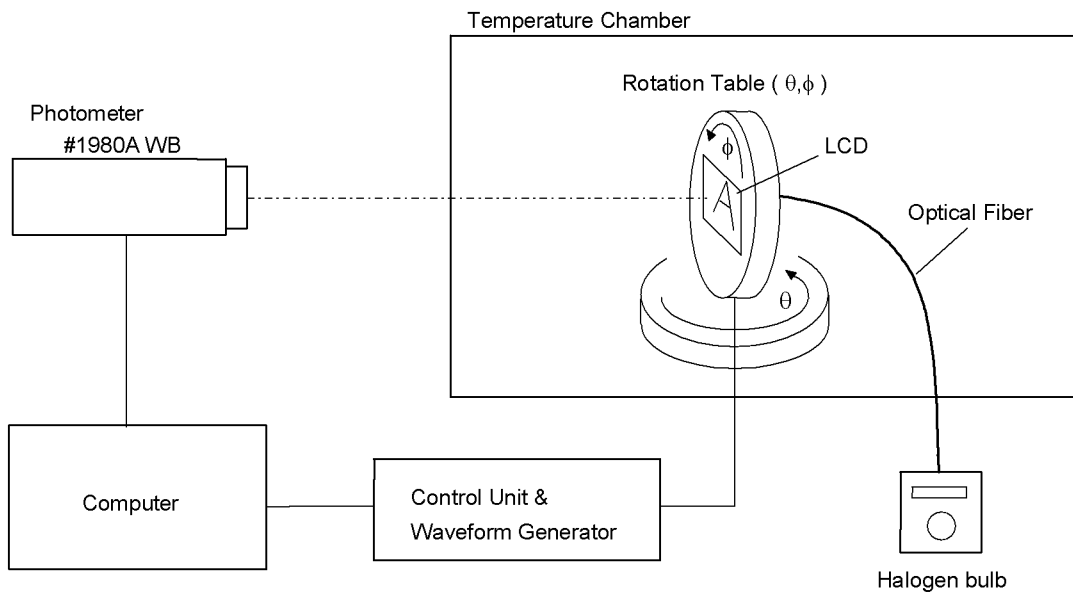 Temperature Chamber
Rotation Table ( θ,ϕ )
Photometer
#1980A WB
ϕ
LCD
A
Optical Fiber
θ
Computer
Control Unit &
Waveform Generator
Halogen bulb